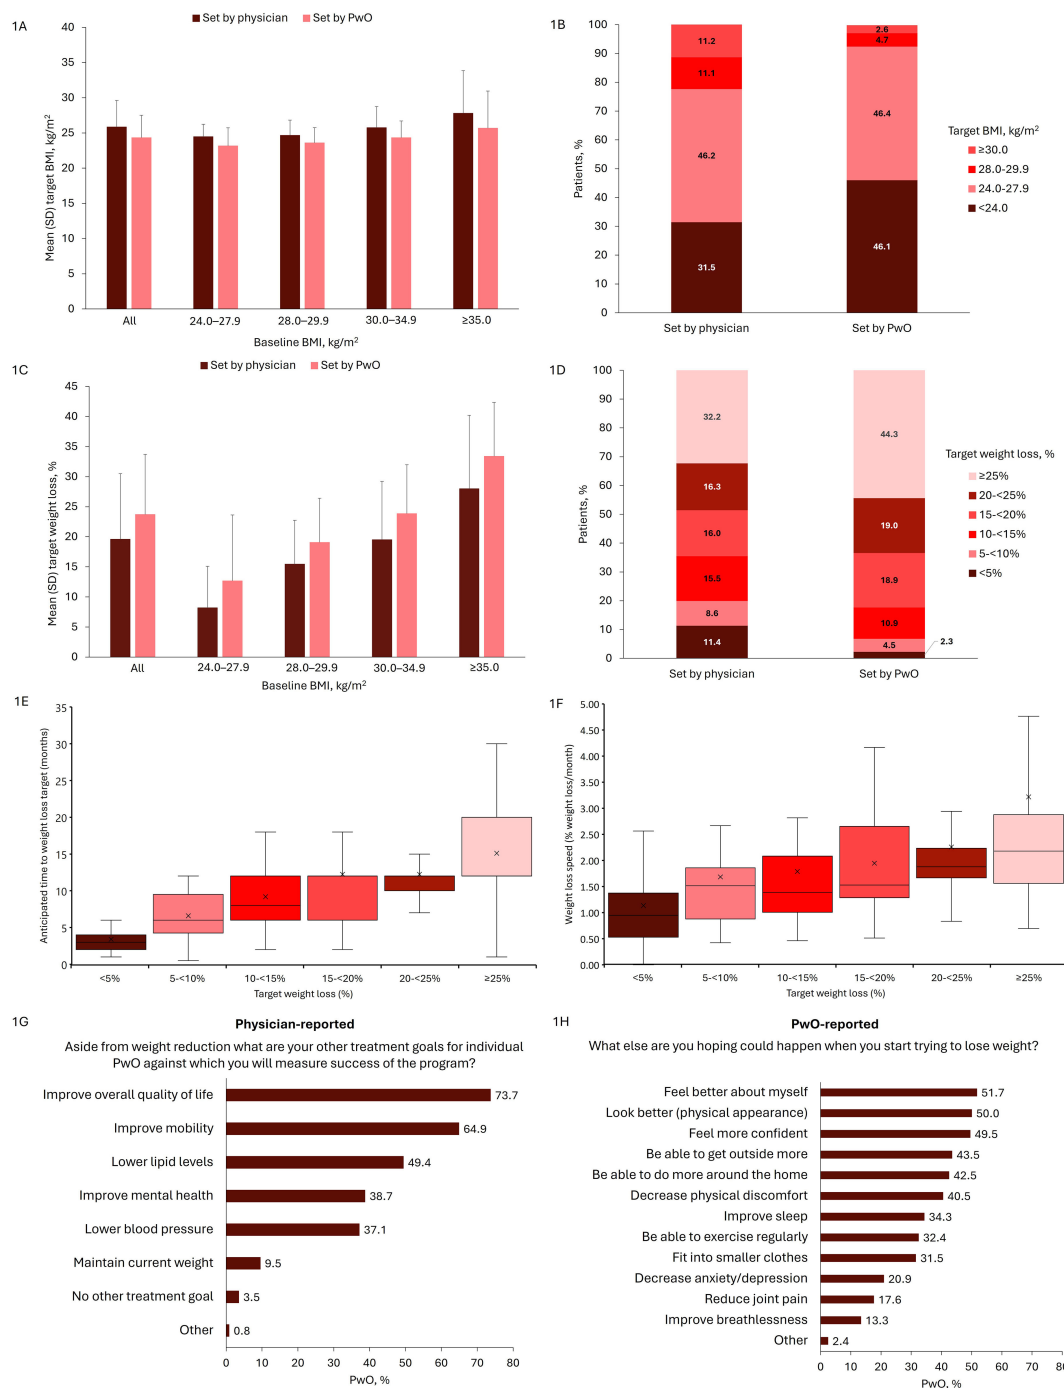 1A
Set by physician
Set by PwO
Mean (SD) target BMI, kg/m2
40
35
30
25
20
15
10
5
0
All
24.0–27.9
28.0–29.9
30.0–34.9
≥35.0
Baseline BMI, kg/m2
1B
Patients, %
100
90
80
70
60
50
40
30
20
10
0
11.2
11.1
46.2
31.5
2.6
4.7
46.4
46.1
Set by physician
Set by PwO
Target BMI, kg/m2
≥30.0
28.0-29.9
24.0-27.9
<24.0
1C
Set by physician
Set by PwO
Mean (SD) target weight loss, %
45
40
35
30
25
20
15
10
5
0
All
24.0–27.9
28.0–29.9
30.0–34.9
≥35.0
Baseline BMI, kg/m2
1D
Patients, %
100
90
80
70
60
50
40
30
20
10
0
32.2
16.3
16.0
15.5
8.6
11.4
44.3
19.0
18.9
10.9
4.5
2.3
Set by physician
Set by PwO
Target weight loss, %
≥25%
20-<25%
15-<20%
10-<15%
5-<10%
<5%
1E
Anticipated time to weight loss target (months)
35
30
25
20
15
10
5
0
<5%
5-<10%
10-<15%
15-<20%
20-<25%
≥25%
Target weight loss (%)
1F
Weight loss speed (% weight loss/month)
5.00
4.50
4.00
3.50
3.00
2.50
2.00
1.50
1.00
0.50
0.00
<5%
5-<10%
10-<15%
15-<20%
20-<25%
≥25%
Target weight loss (%)
1G
Physician-reported
Aside from weight reduction what are your other treatment goals for individual
PwO against which you will measure success of the program?
Improve overall quality of life 73.7
Improve mobility 64.9
Lower lipid levels 49.4
Improve mental health 38.7
Lower blood pressure 37.1
Maintain current weight 9.5
No other treatment goal 3.5
Other 0.8
0 10 20 30 40 50 60 70 80
PwO, %
1H
PwO-reported
What else are you hoping could happen when you start trying to lose weight?
Feel better about myself 51.7
Look better (physical appearance) 50.0
Feel more confident 49.5
Be able to get outside more 43.5
Be able to do more around the home 42.5
Decrease physical discomfort 40.5
Improve sleep 34.3
Be able to exercise regularly 32.4
Fit into smaller clothes 31.5
Decrease anxiety/depression 20.9
Reduce joint pain 17.6
Improve breathlessness 13.3
Other 2.4
0 10 20 30 40 50 60 70 80
PwO, %